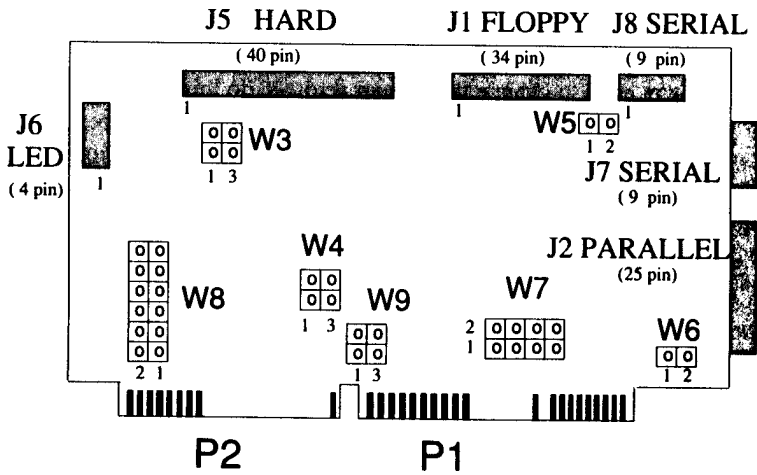 J5 HARD
J1 FLOPPY
J8 SERIAL
( 40 pin)
(34 pin)
(9 pin)
1
1
1
J6
LED
( 4 pin)
1
W3
1 3
W5
1 2
J7 SERIAL
(9 pin)
J2 PARALLEL
(25 pin)
W8
2 1
W4
1 3
W9
1 3
W7
2
1
W6
1 2
P2
P1